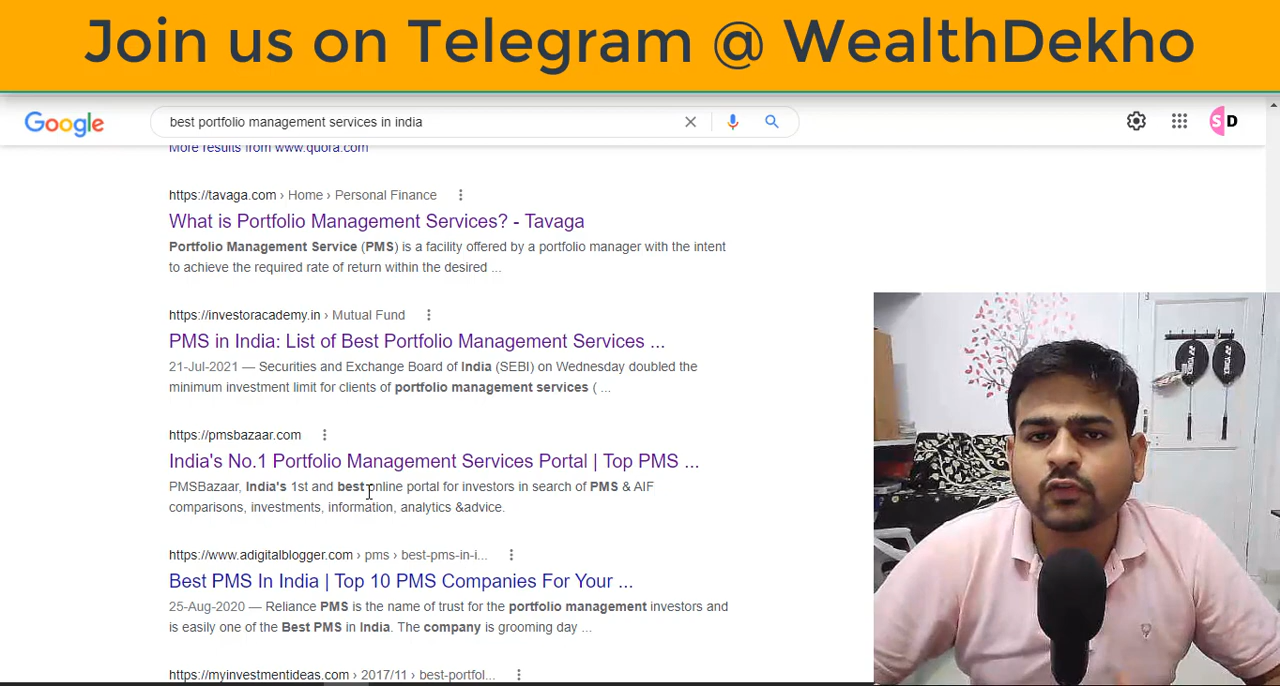 Join us on Telegram @ WealthDekho
Google
best portfolio management services in india
S D
More results from www.quora.com
https://tavaga.com › Home › Personal Finance
What is Portfolio Management Services? - Tavaga
Portfolio Management Service (PMS) is a facility offered by a portfolio manager with the intent
to achieve the required rate of return within the desired ...
https://investoracademy.in › Mutual Fund
PMS in India: List of Best Portfolio Management Services ...
21-Jul-2021 — Securities and Exchange Board of India (SEBI) on Wednesday doubled the
minimum investment limit for clients of portfolio management services ( ...
https://pmsbazaar.com
India's No.1 Portfolio Management Services Portal | Top PMS ...
PMSBazaar, India's 1st and best online portal for investors in search of PMS & AIF
comparisons, investments, information, analytics &advice.
https://www.adigitalblogger.com › pms › best-pms-in-i...
Best PMS In India | Top 10 PMS Companies For Your ...
25-Aug-2020 — Reliance PMS is the name of trust for the portfolio management investors and
is easily one of the Best PMS in India. The company is grooming day ...
https://myinvestmentideas.com › 2017/11 › best-portfol...